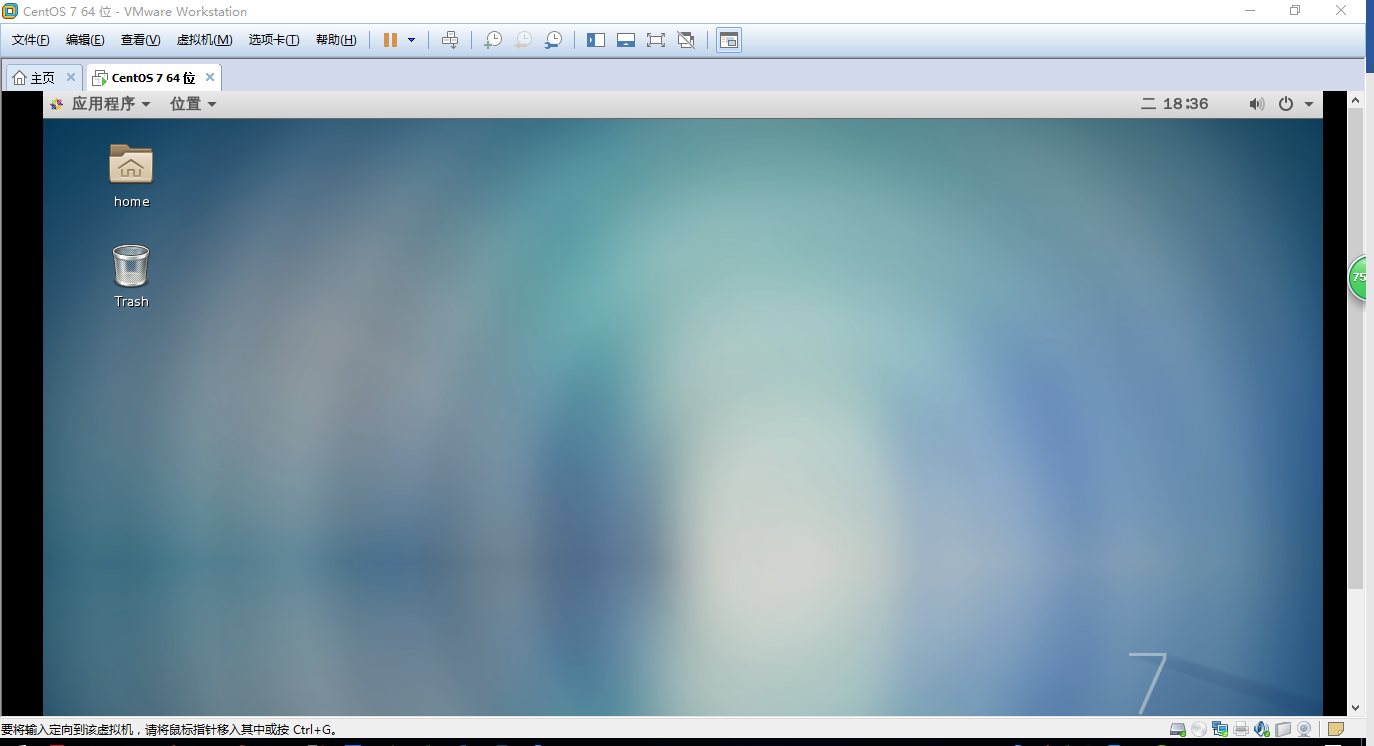 CentOS 7 64 位 - VMware Workstation
文件(F) 编辑(E) 查看(V) 虚拟机(M) 选项卡(T) 帮助(H)
主页 CentOS 7 64 位
应用程序 位置 二 18:36
home
Trash
75
7
要将输入定向到该虚拟机，请将鼠标指针移入其中或按 Ctrl+G。